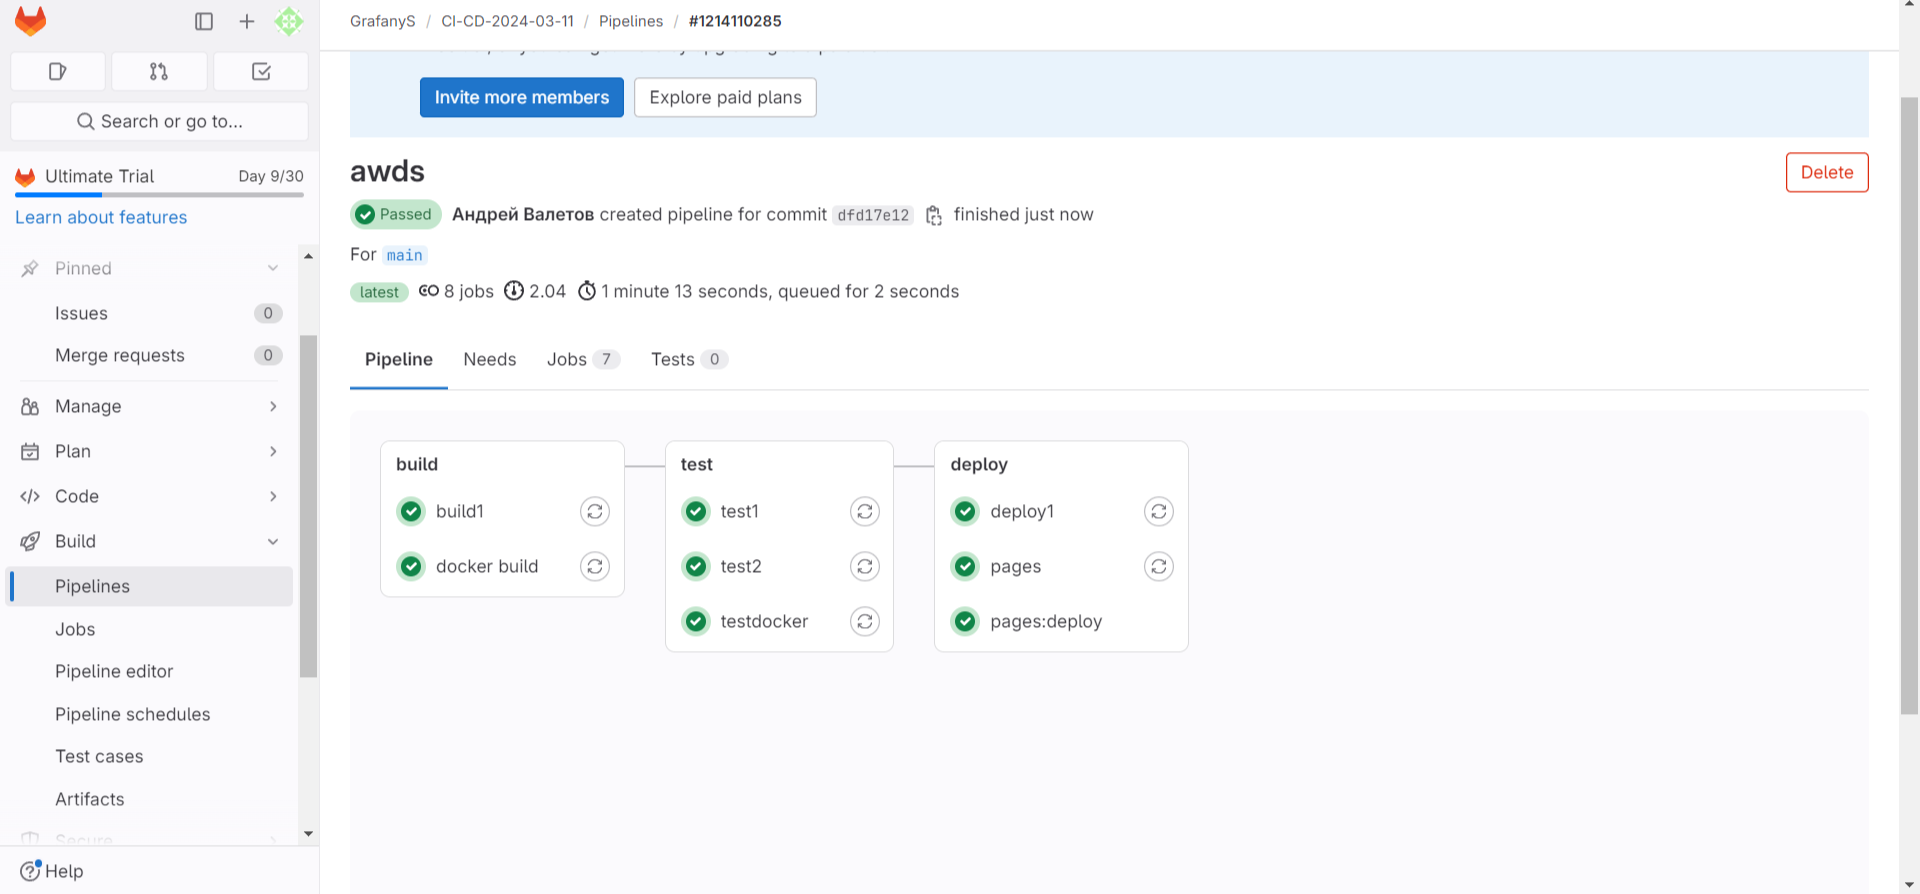 GrafanyS / CI-CD-2024-03-11 / Pipelines / #1214110285
Invite more members
Explore paid plans
Search or go to...
Ultimate Trial
Day 9/30
Learn about features
Pinned
Issues
0
Merge requests
0
Manage
Plan
Code
Build
Pipelines
Jobs
Pipeline editor
Pipeline schedules
Test cases
Artifacts
Secure
Help
awds
Delete
Passed
Андрей Валетов created pipeline for commit dfd17e12 finished just now
For main
latest
8 jobs
2.04
1 minute 13 seconds, queued for 2 seconds
Pipeline
Needs
Jobs 7
Tests 0
build
build1
docker build
test
test1
test2
testdocker
deploy
deploy1
pages
pages:deploy